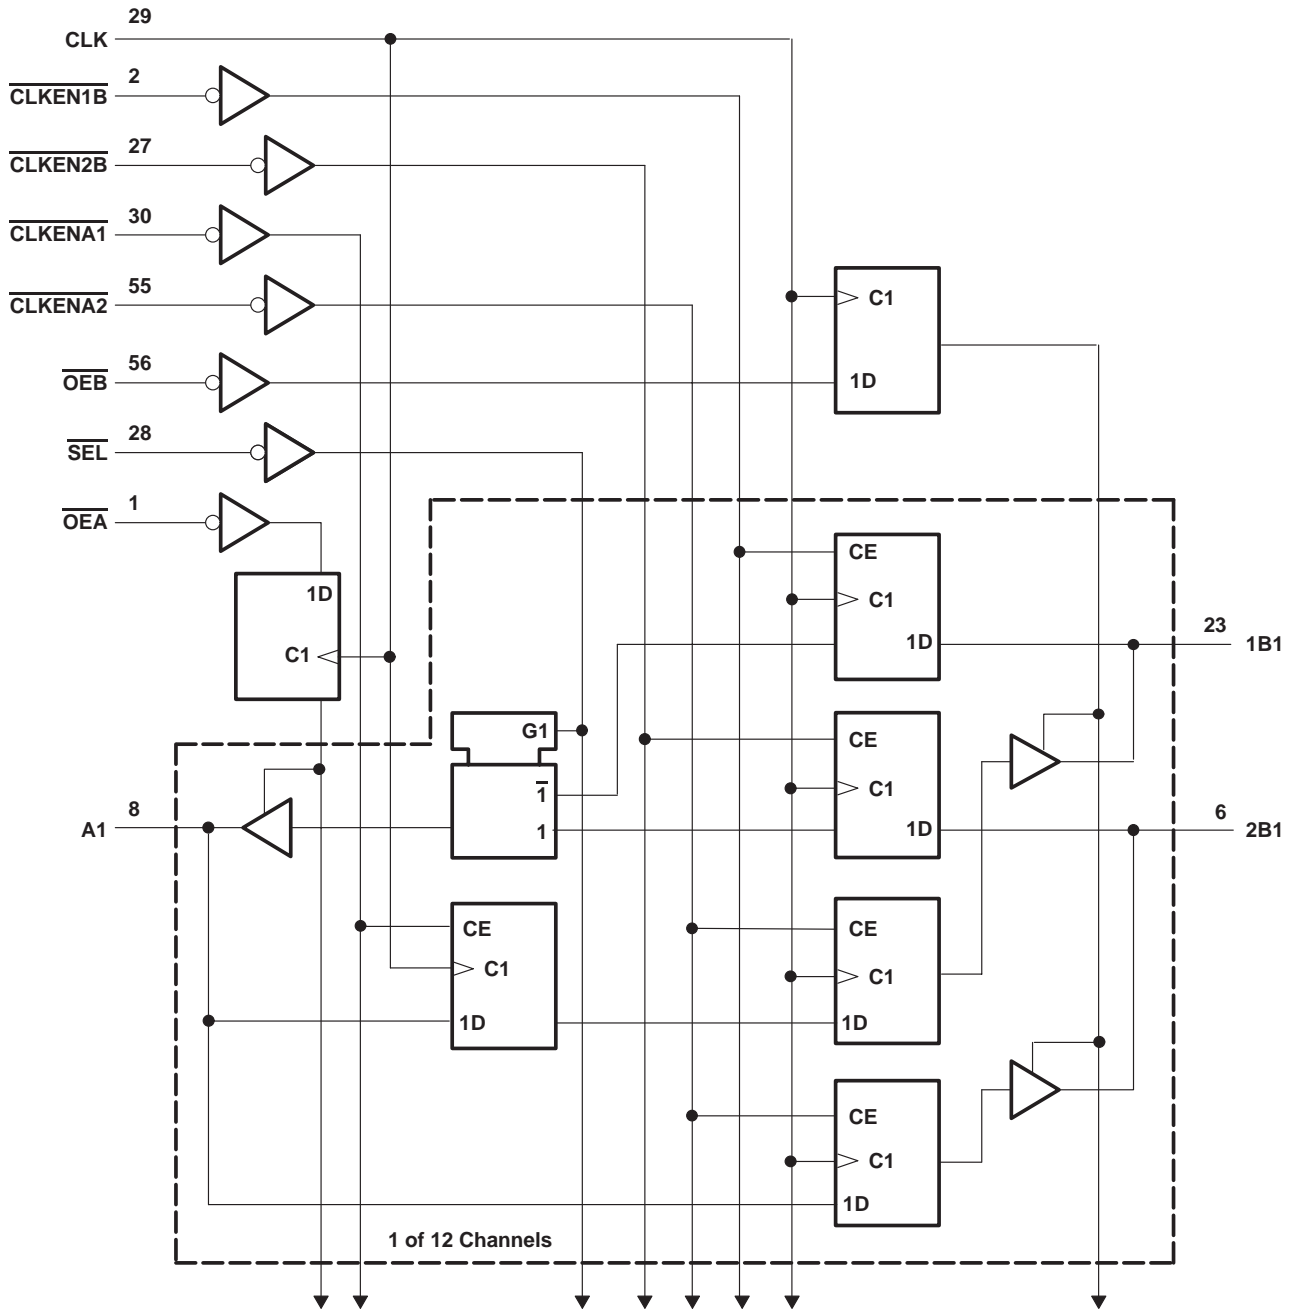 29
CLK
2
CLKEN1B
27
CLKEN2B
30
CLKENA1
55
CLKENA2
C1
56
OEB
1D
28
SEL
1
OEA
CE
1D
C1
23
1D
1B1
C1
G1
CE
1
C1
8
6
A1
1
1D
2B1
CE
CE
C1
C1
1D
1D
CE
C1
1D
1 of 12 Channels